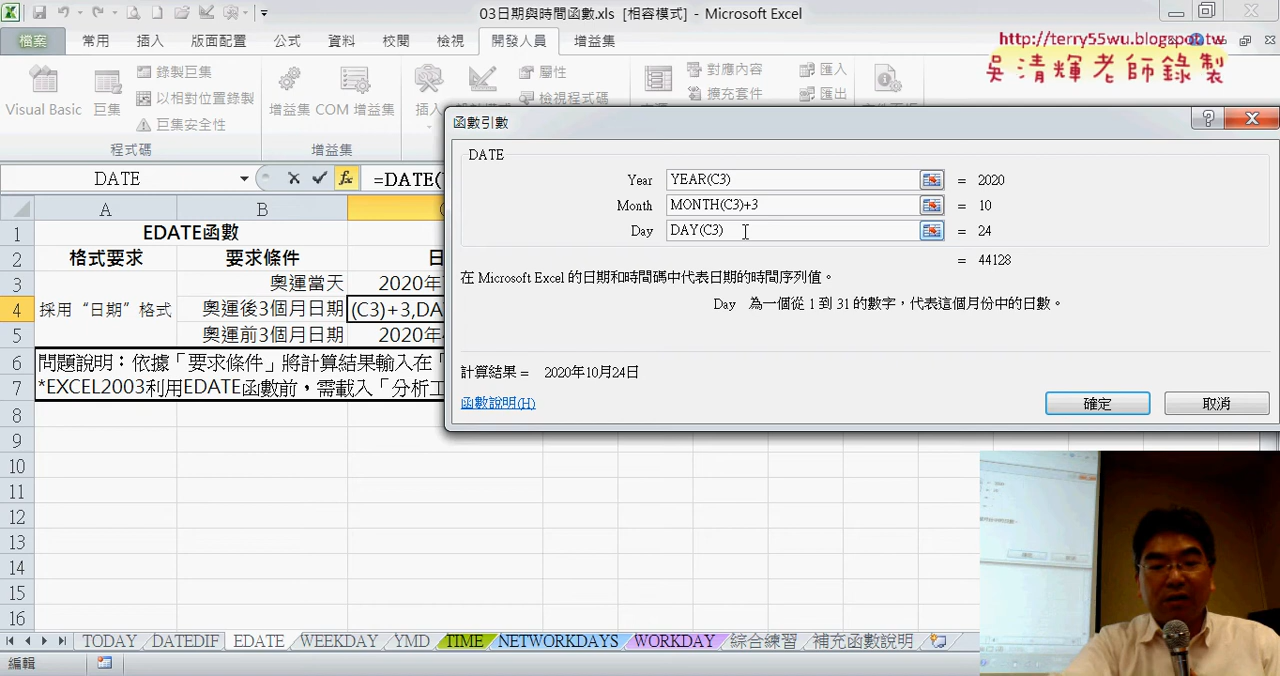 03日期與時間函數.xls [相容模式] - Microsoft Excel
檔案 常用 插入 版面配置 公式 資料 校閱 檢視 開發人員 增益集
http://terry55wu.blogspot.tw
吳清輝老師錄製
Visual Basic 巨集 錄製巨集 以相對位置錄製 巨集安全性
程式碼
增益集 COM 增益集
增益集
插入
屬性
檢視程式碼
對應內容
擴充套件
匯入
匯出
DATE
=DATE(
函數引數
DATE
Year YEAR(C3) = 2020
Month MONTH(C3)+3 = 10
Day DAY(C3) = 24
= 44128
在 Microsoft Excel 的日期和時間碼中代表日期的時間序列值。
Day 為一個從 1 到 31 的數字，代表這個月份中的日數。
計算結果 = 2020年10月24日
函數說明(H)
確定 取消
A B
1 EDATE函數
2 格式要求 要求條件 日
3 奧運當天 2020年
4 採用“日期”格式 奧運後3個月日期 (C3)+3,DA
5 奧運前3個月日期 2020年
6 問題說明：依據「要求條件」將計算結果輸入在「
7 *EXCEL2003利用EDATE函數前，需載入「分析工
8
9
10
11
12
13
14
15
16
TODAY DATEDIF EDATE WEEKDAY YMD TIME NETWORKDAYS WORKDAY 綜合練習 補充函數說明
編輯